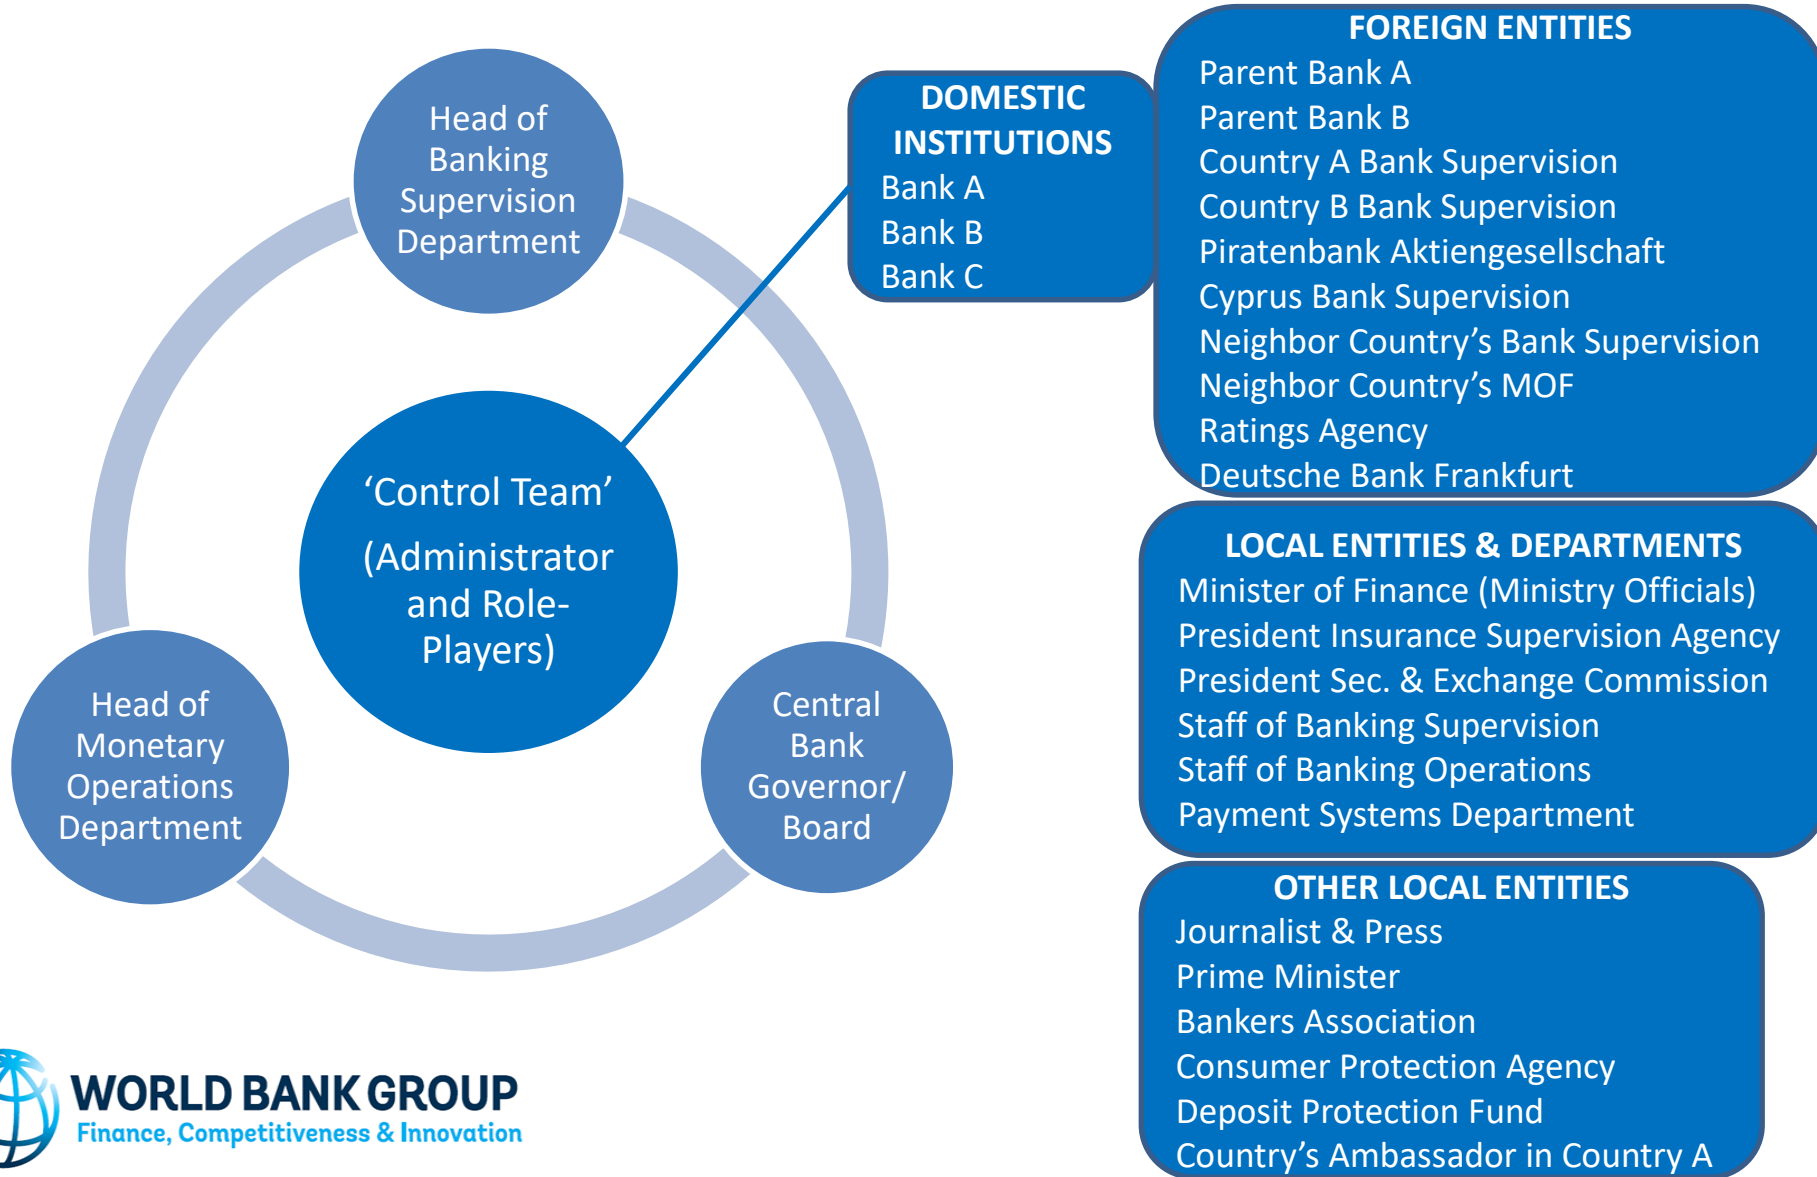 Head of
Banking
Supervision
Department
‘Control Team’
(Administrator
and Role-
Players)
Head of
Monetary
Operations
Department
Central
Bank
Governor/
Board
DOMESTIC
INSTITUTIONS
Bank A
Bank B
Bank C
FOREIGN ENTITIES
Parent Bank A
Parent Bank B
Country A Bank Supervision
Country B Bank Supervision
Piratenbank Aktiengesellschaft
Cyprus Bank Supervision
Neighbor Country’s Bank Supervision
Neighbor Country’s MOF
Ratings Agency
Deutsche Bank Frankfurt
LOCAL ENTITIES & DEPARTMENTS
Minister of Finance (Ministry Officials)
President Insurance Supervision Agency
President Sec. & Exchange Commission
Staff of Banking Supervision
Staff of Banking Operations
Payment Systems Department
OTHER LOCAL ENTITIES
Journalist & Press
Prime Minister
Bankers Association
Consumer Protection Agency
Deposit Protection Fund
Country’s Ambassador in Country A
WORLD BANK GROUP
Finance, Competitiveness & Innovation